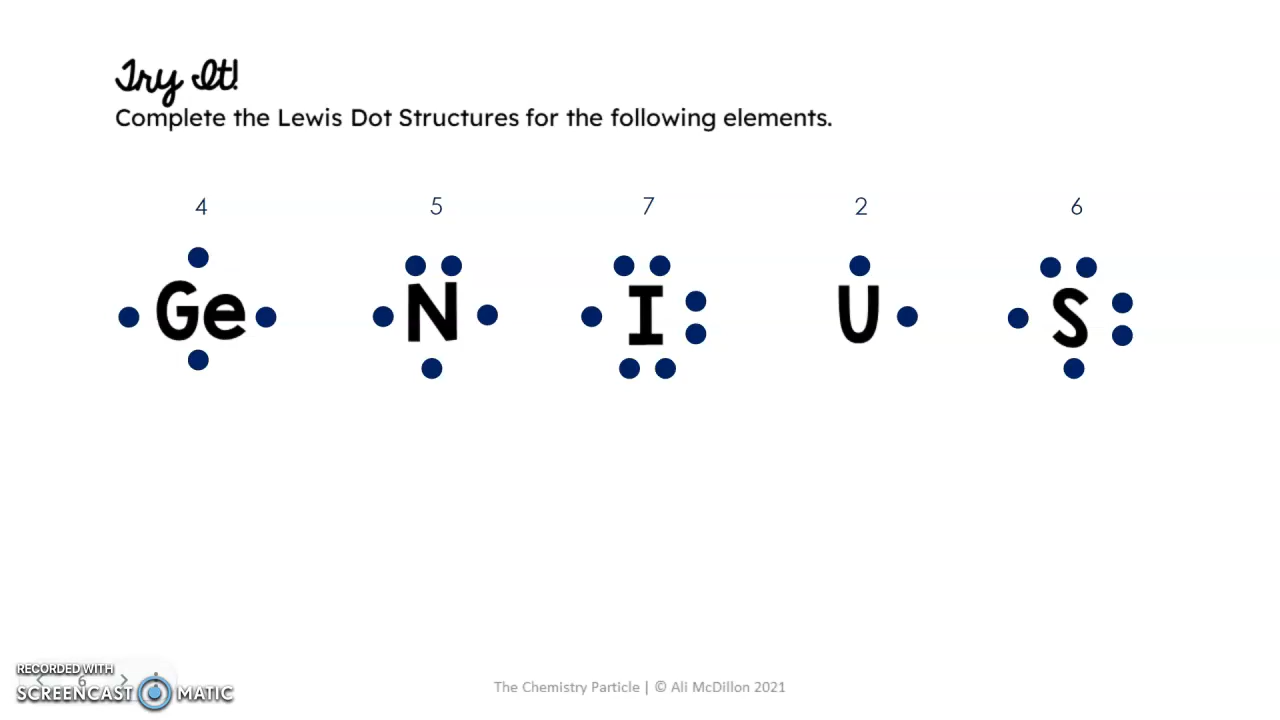 Try It!
Complete the Lewis Dot Structures for the following elements.
4 5 7 2 6
Ge N I U S
RECORDED WITH
< 6 >
SCREENCAST MATIC
The Chemistry Particle | © Ali McDillon 2021